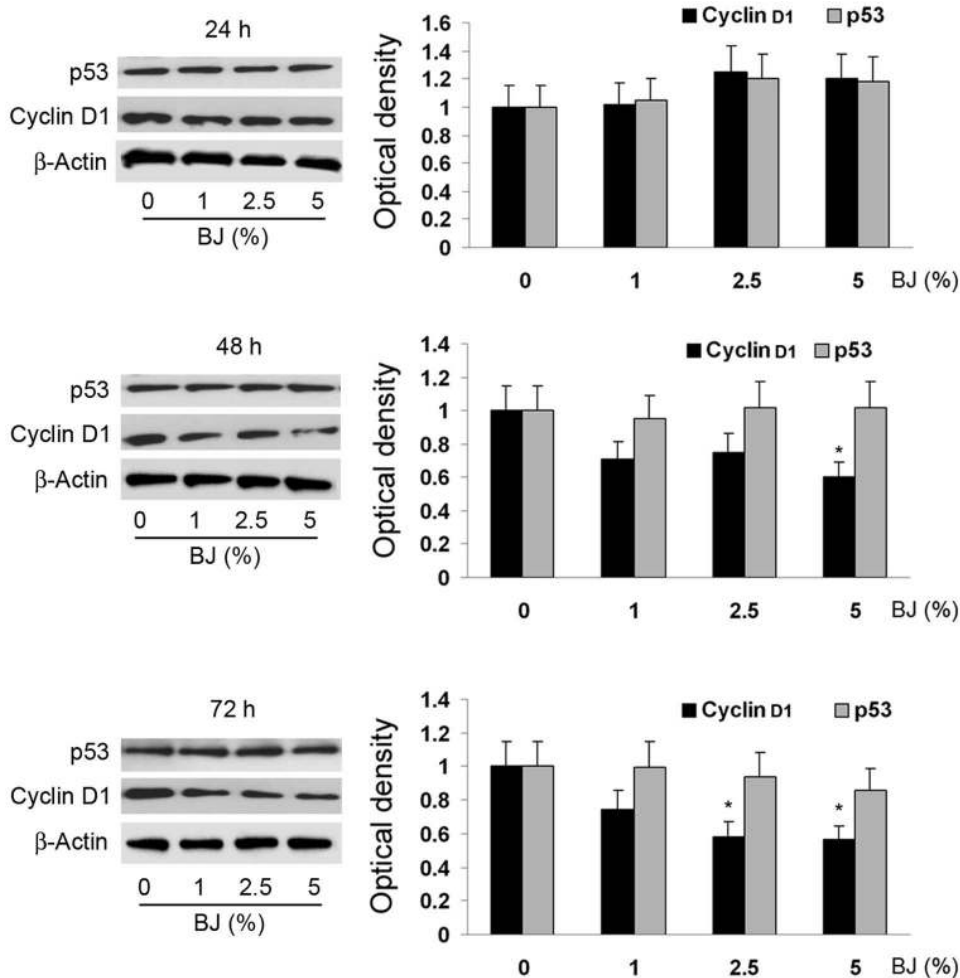 24 h
p53
Cyclin D1
β-Actin
0 1 2.5 5
BJ (%)
Cyclin D1 p53
Optical density
1.6
1.4
1.2
1
0.8
0.6
0.4
0.2
0
0 1 2.5 5 BJ (%)
48 h
p53
Cyclin D1
β-Actin
0 1 2.5 5
BJ (%)
Cyclin D1 p53
Optical density
1.4
1.2
1
0.8
0.6
0.4
0.2
0
*
0 1 2.5 5 BJ (%)
72 h
p53
Cyclin D1
β-Actin
0 1 2.5 5
BJ (%)
Cyclin D1 p53
Optical density
1.4
1.2
1
0.8
0.6
0.4
0.2
0
* *
0 1 2.5 5 BJ (%)